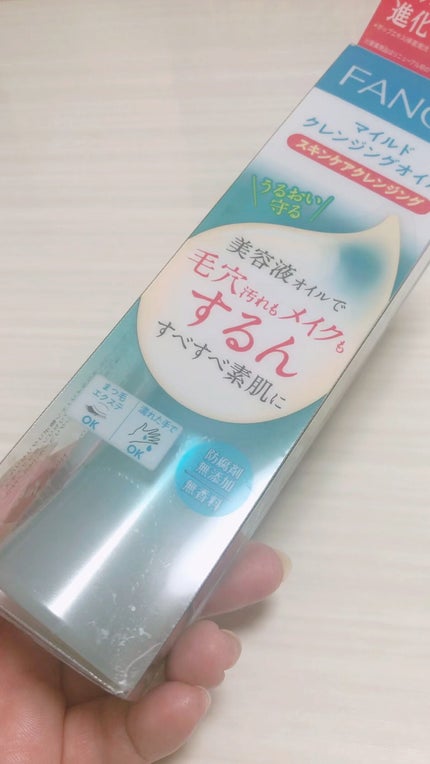 進化
FANC
マイルド
クレンジングオイル
スキンケアクレンジング
うるおい
守る
美容液オイルで
毛穴汚れもメイクも
するん
すべすべ素肌に
まつ毛
エクステ
OK
濡れた手で
OK
防腐剤
無添加
無香料